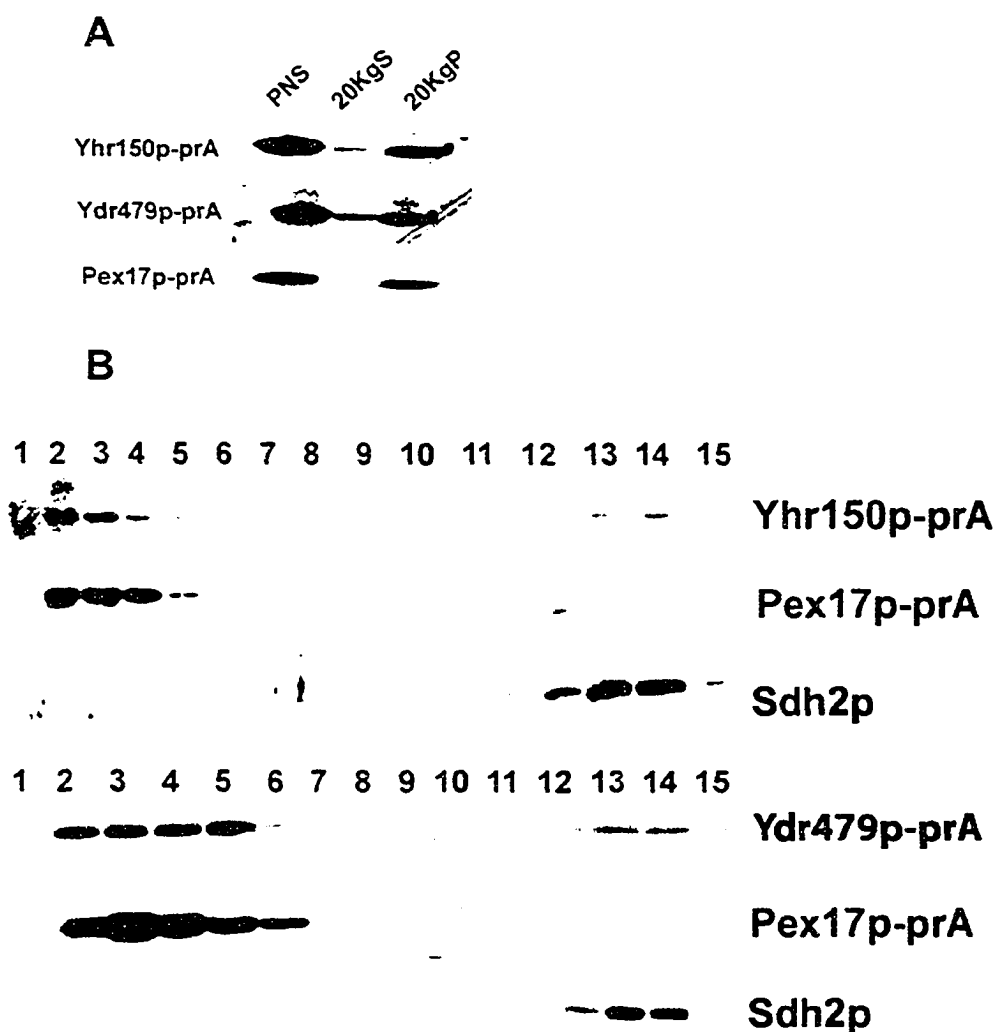 A
PNS 20KgS 20KgP
Yhr150p-prA
Ydr479p-prA
Pex17p-prA
B
1 2 3 4 5 6 7 8 9 10 11 12 13 14 15
Yhr150p-prA
Pex17p-prA
Sdh2p
1 2 3 4 5 6 7 8 9 10 11 12 13 14 15
Ydr479p-prA
Pex17p-prA
Sdh2p